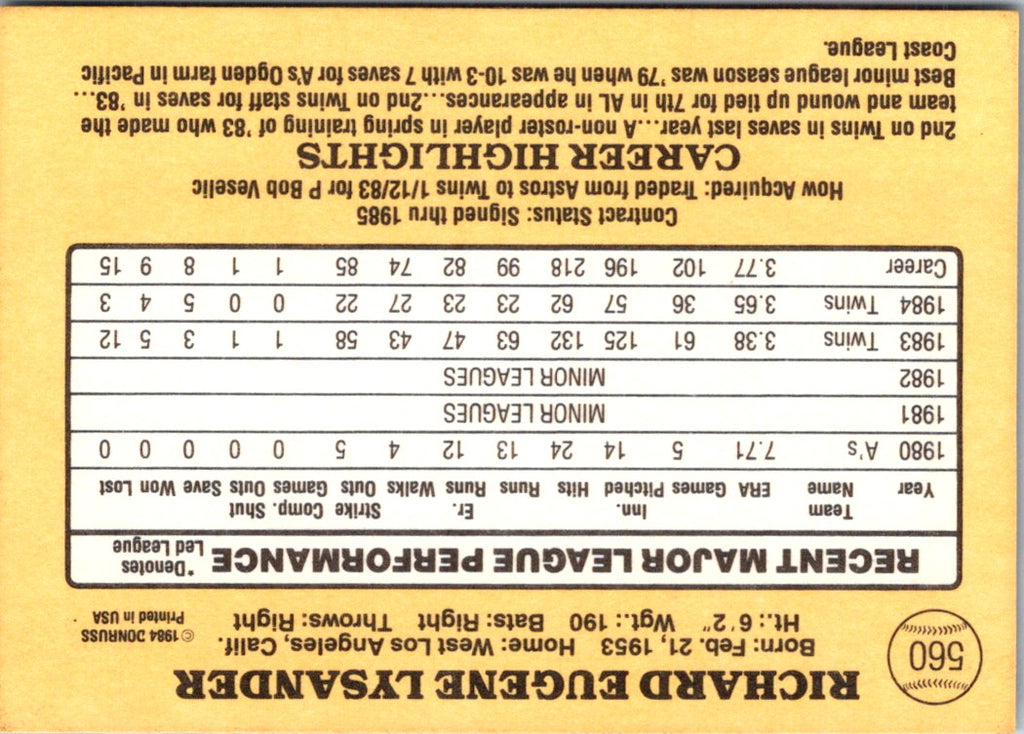 560
RICHARD EUGENE LYSANDER
Born: Feb. 21, 1953 Home: West Los Angeles, Calif.
Ht.: 6'2" Wgt.: 190 Bats: Right Throws: Right
©1984 DONRUSS
Printed in USA
RECENT MAJOR LEAGUE PERFORMANCE *Denotes Led League
Year Team Name ERA Games Inn. Pitched Hits Runs Er. Runs Walks Strike Outs Comp. Games Shut Outs Save Won Lost
1980 A's 7.71 5 14 24 13 12 4 5 0 0 0 0 0
1981 MINOR LEAGUES
1982 MINOR LEAGUES
1983 Twins 3.38 61 125 132 63 47 43 58 1 1 3 5 12
1984 Twins 3.65 36 57 62 23 23 27 22 0 0 5 4 3
Career 3.77 102 196 218 99 82 74 85 1 1 8 9 15
Contract Status: Signed thru 1985
How Acquired: Traded from Astros to Twins 1/12/83 for P Bob Veselic
CAREER HIGHLIGHTS
2nd on Twins in saves last year...A non-roster player in spring training of '83 who made the
team and wound up tied for 7th in AL in appearances...2nd on Twins staff for saves in '83...
Best minor league season was '79 when he was 10-3 with 7 saves for A's Ogden farm in Pacific
Coast League.